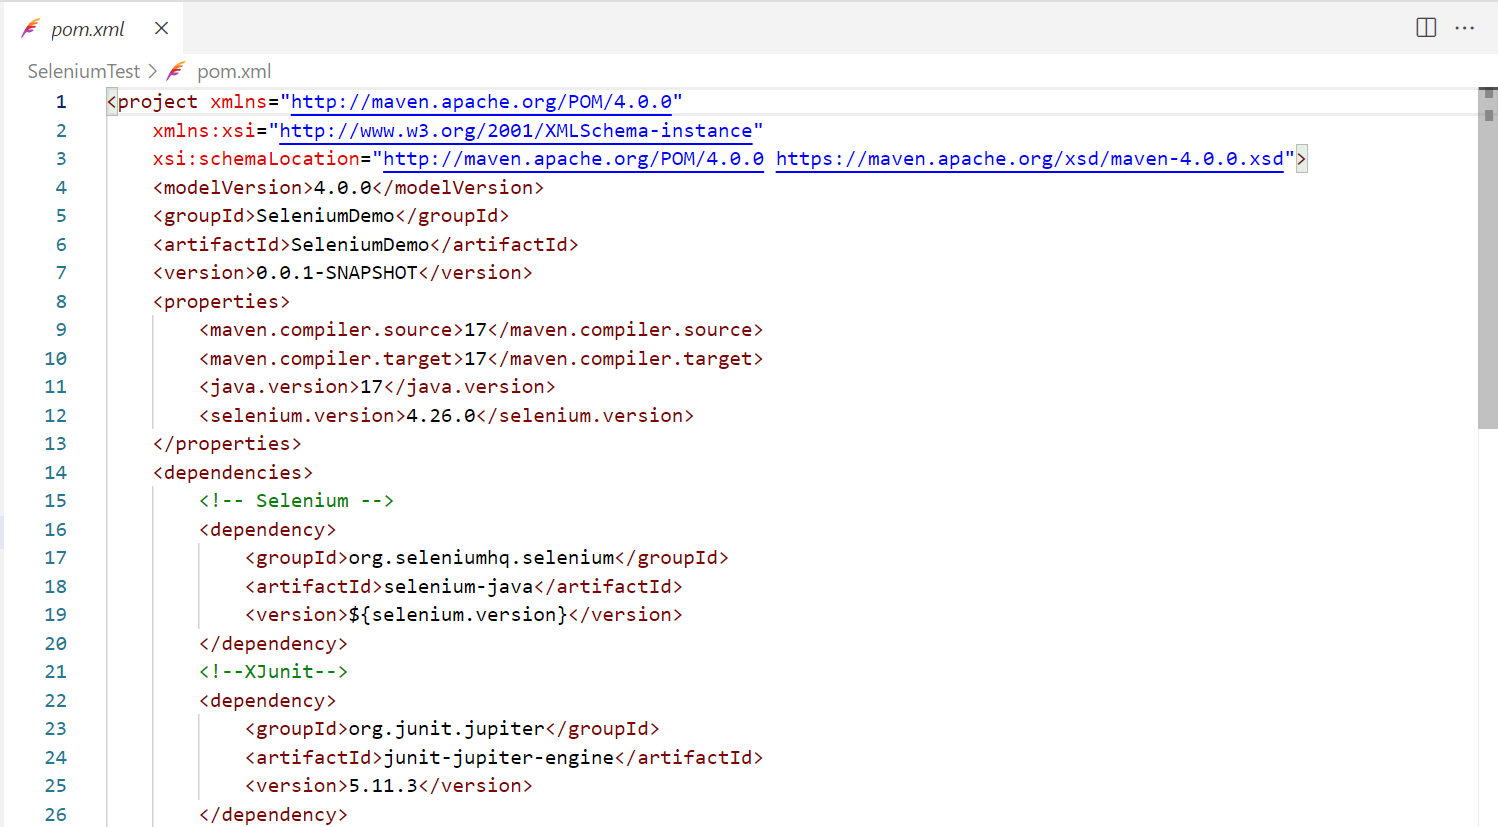 pom.xml
SeleniumTest > pom.xml
1 <project xmlns="http://maven.apache.org/POM/4.0.0"
2 xmlns:xsi="http://www.w3.org/2001/XMLSchema-instance"
3 xsi:schemaLocation="http://maven.apache.org/POM/4.0.0 https://maven.apache.org/xsd/maven-4.0.0.xsd">
4 <modelVersion>4.0.0</modelVersion>
5 <groupId>SeleniumDemo</groupId>
6 <artifactId>SeleniumDemo</artifactId>
7 <version>0.0.1-SNAPSHOT</version>
8 <properties>
9 <maven.compiler.source>17</maven.compiler.source>
10 <maven.compiler.target>17</maven.compiler.target>
11 <java.version>17</java.version>
12 <selenium.version>4.26.0</selenium.version>
13 </properties>
14 <dependencies>
15 <!-- Selenium -->
16 <dependency>
17 <groupId>org.seleniumhq.selenium</groupId>
18 <artifactId>selenium-java</artifactId>
19 <version>${selenium.version}</version>
20 </dependency>
21 <!--XJunit-->
22 <dependency>
23 <groupId>org.junit.jupiter</groupId>
24 <artifactId>junit-jupiter-engine</artifactId>
25 <version>5.11.3</version>
26 </dependency>